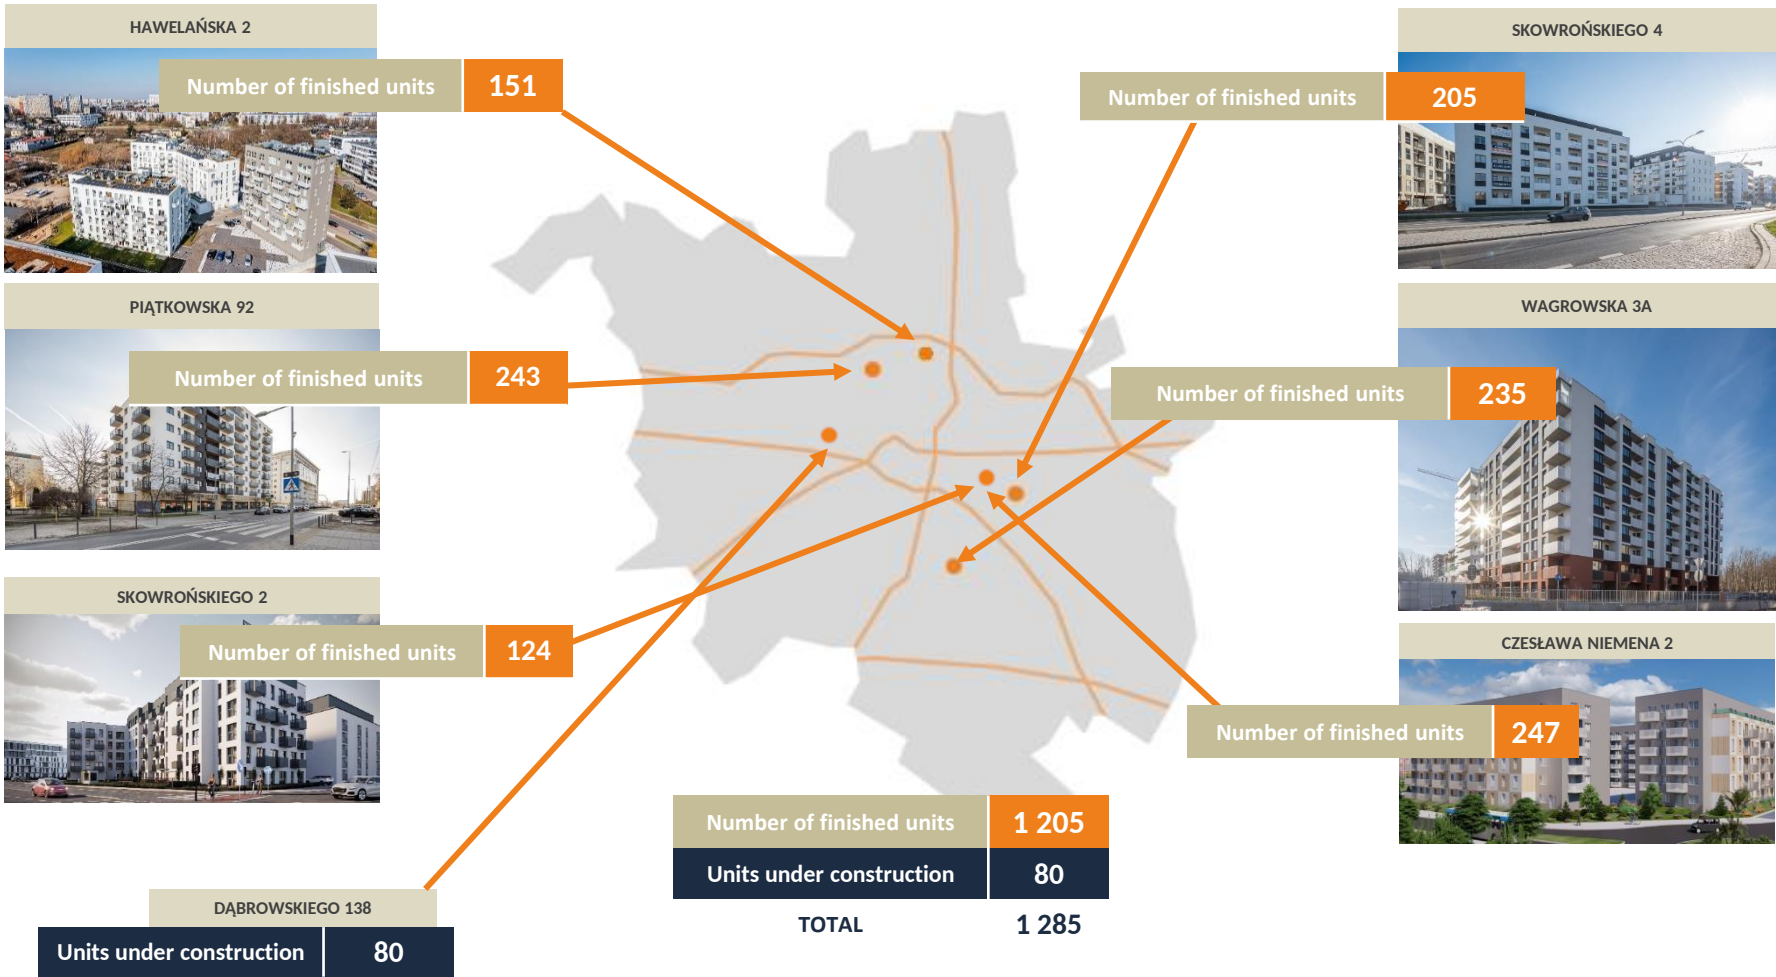 HAWELAŃSKA 2
Number of finished units 151
PIĄTKOWSKA 92
Number of finished units 243
SKOWROŃSKIEGO 2
Number of finished units 124
DĄBROWSKIEGO 138
Units under construction 80
SKOWROŃSKIEGO 4
Number of finished units 205
WAGROWSKA 3A
Number of finished units 235
CZESŁAWA NIEMENA 2
Number of finished units 247
Number of finished units 1 205
Units under construction 80
TOTAL 1 285